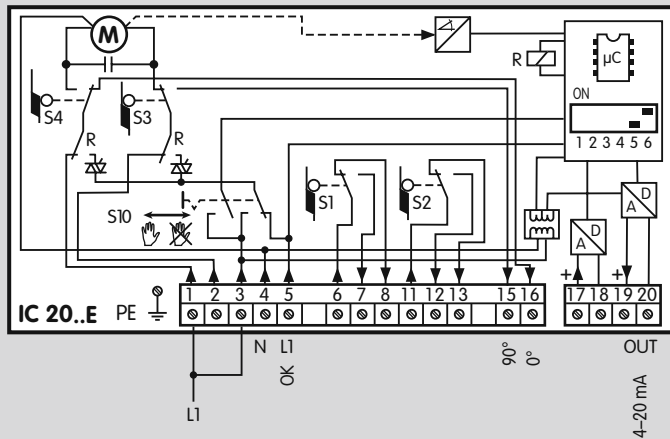 M
R
µC
ON
1 2 3 4 5 6
S4
S3
R
R
S10
S1
S2
D
A
A
D
+
+
IC 20..E
PE
1 2 3 4 5 6 7 8 11 12 13 15 16 17 18 19 20
N
L1
OK
90°
0°
OUT
4–20 mA
L1